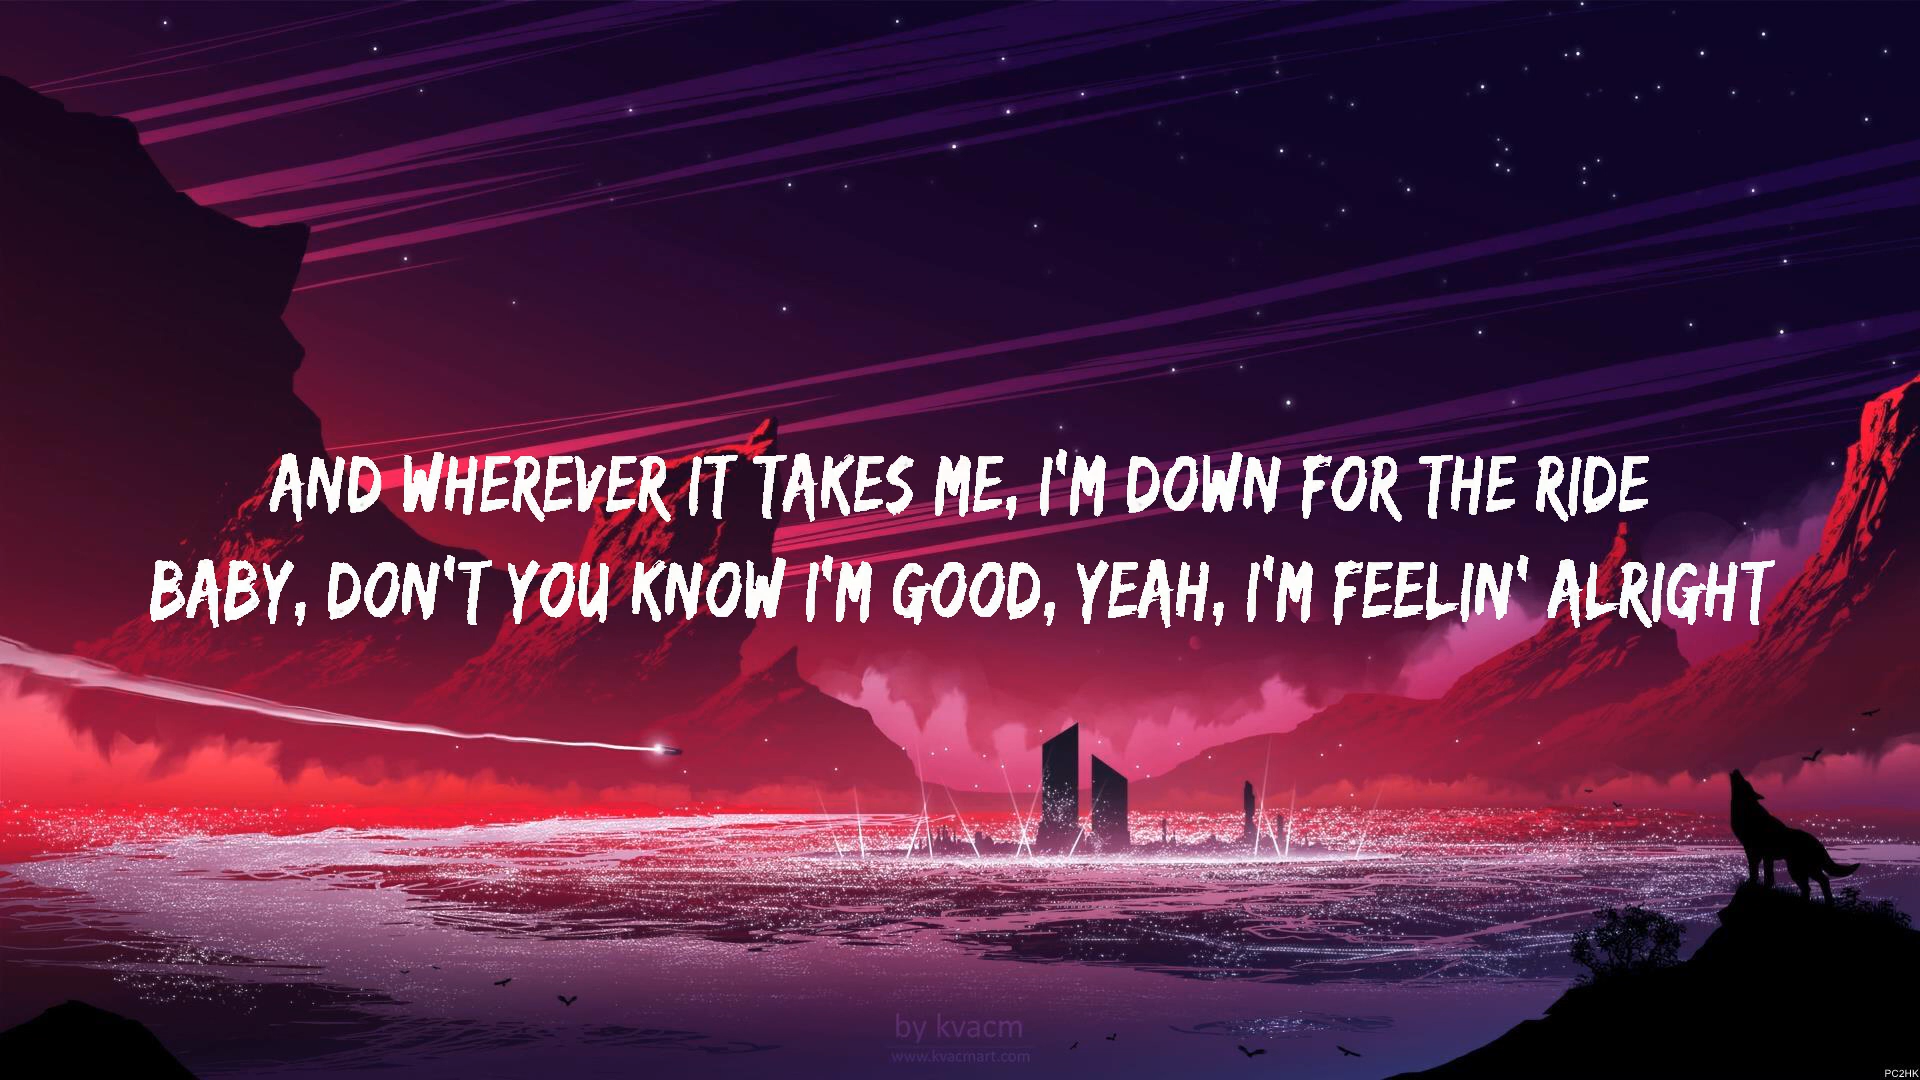 AND WHEREVER IT TAKES ME, I'M DOWN FOR THE RIDE
BABY, DON'T YOU KNOW I'M GOOD, YEAH, I'M FEELIN' ALRIGHT
by kvacm
www.kvacmart.com
PC2HK